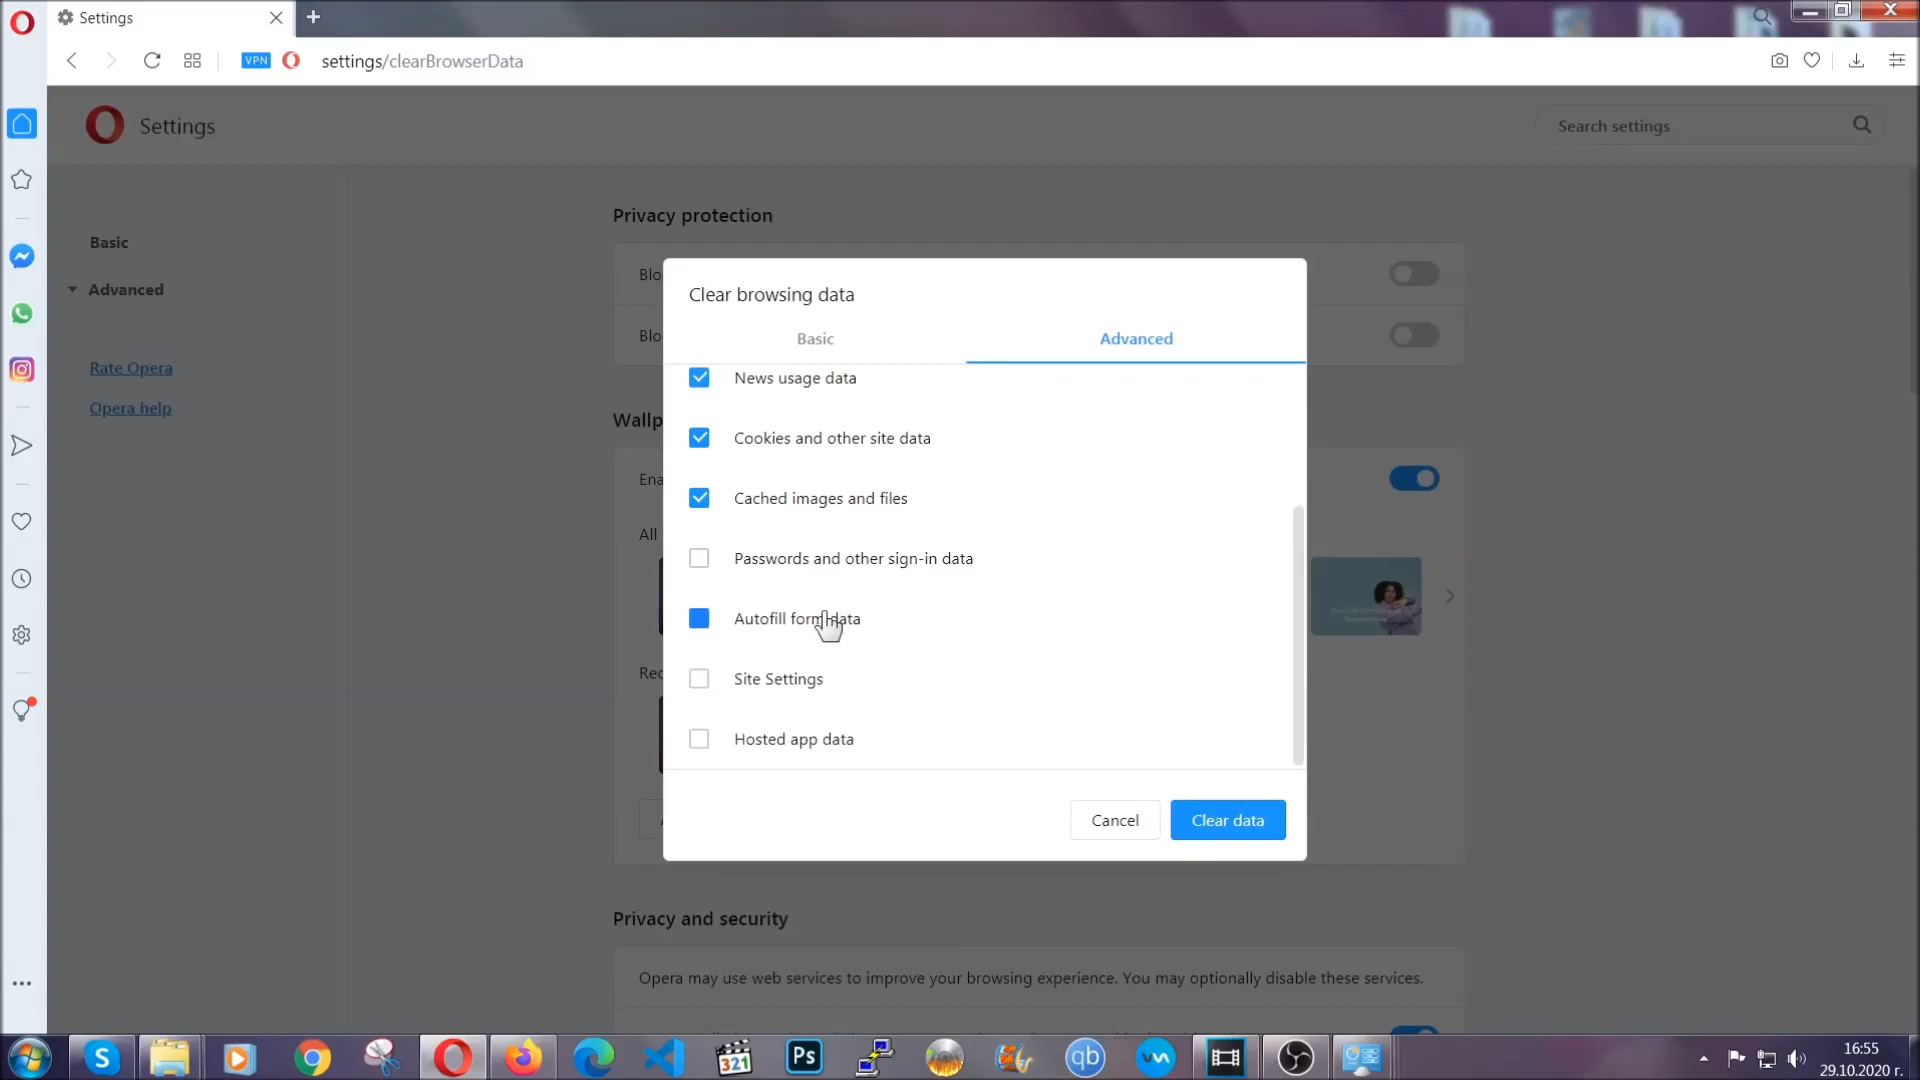 Settings
VPN
settings/clearBrowserData
Settings
Search settings
Basic
Advanced
Rate Opera
Opera help
Privacy protection
Blo
Blo
Wallp
Ena
All
Rec
Clear browsing data
Basic
Advanced
News usage data
Cookies and other site data
Cached images and files
Passwords and other sign-in data
Autofill form data
Site Settings
Hosted app data
Cancel
Clear data
Privacy and security
Opera may use web services to improve your browsing experience. You may optionally disable these services.
S
321
Ps
qb
16:55
29.10.2020 г.